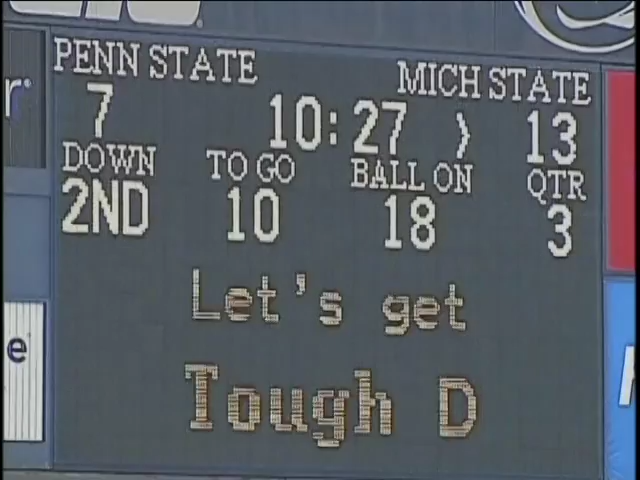 PENN STATE MICH STATE
7 10:27 } 13
DOWN TO GO BALL ON QTR
2ND 10 18 3
Let's get
Tough D
r
e